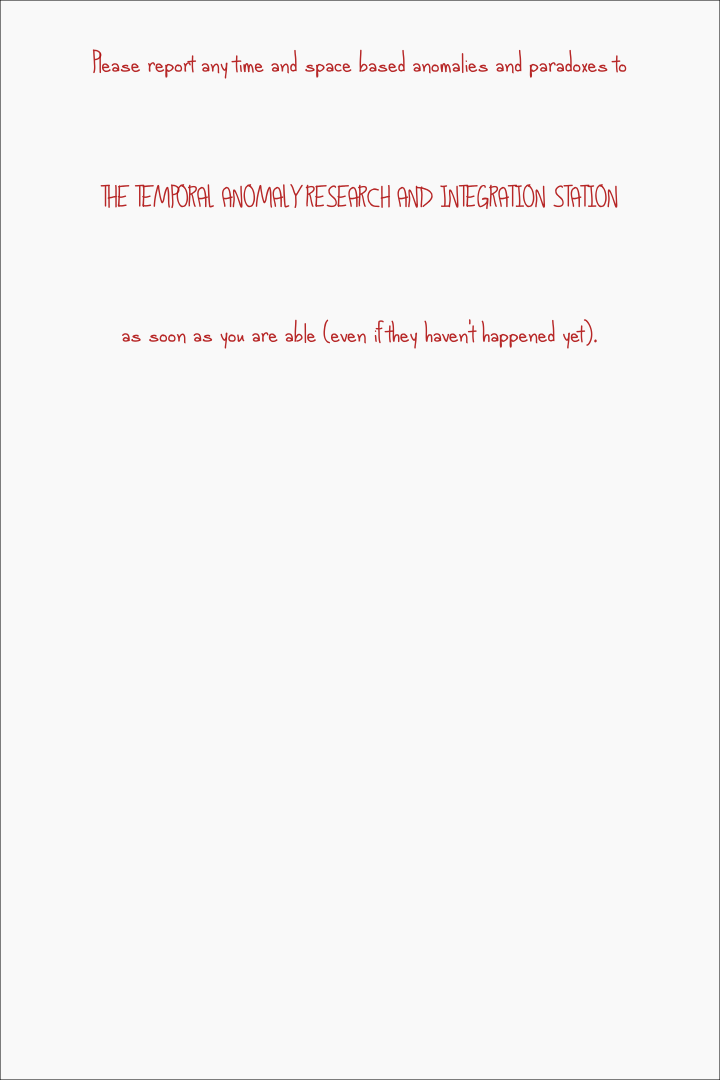 Please report any time and space based anomalies and paradoxes to
THE TEMPORAL ANOMALY RESEARCH AND INTEGRATION STATION
as soon as you are able (even if they haven't happened yet).